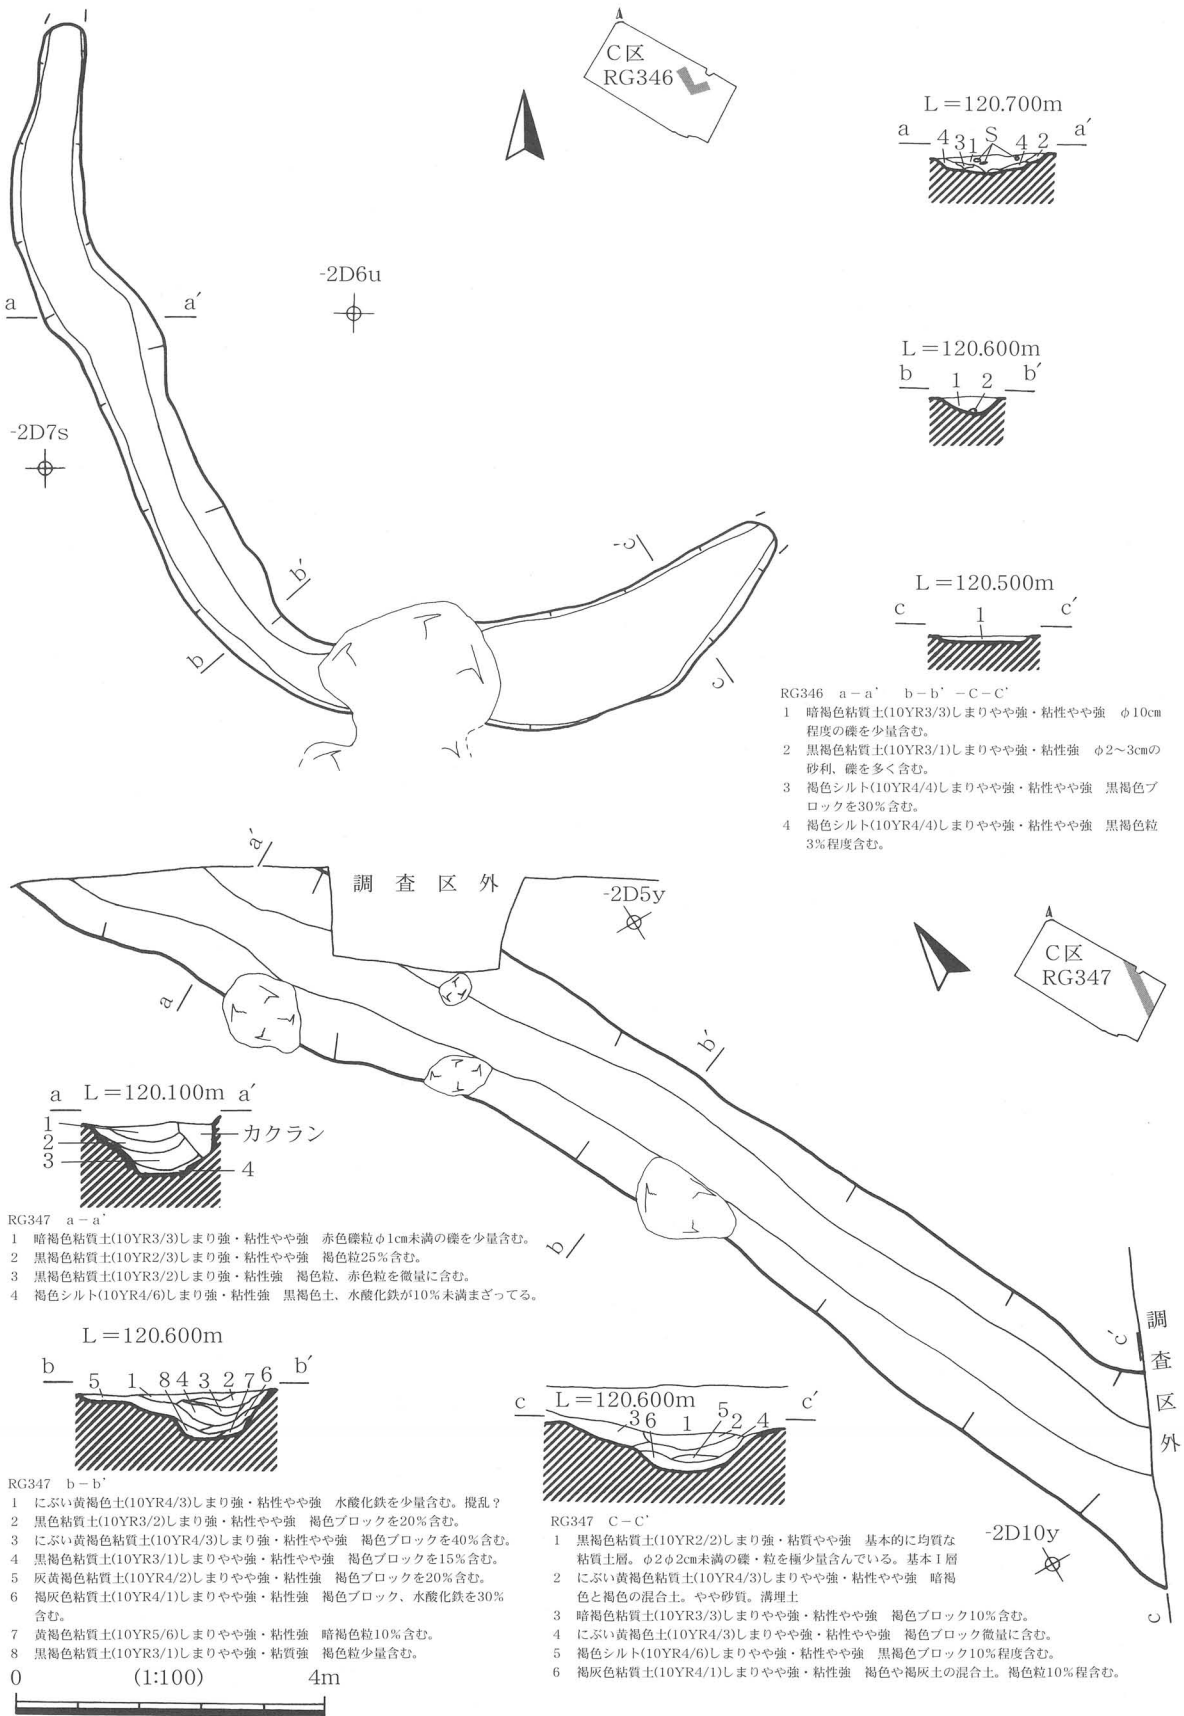 C区
RG346
L=120.700m
a 4 3 1 S 4 2 a′
-2D6u
a a′
L=120.600m
b 1 2 b′
-2D7s
b b′
c c′
L=120.500m
c 1 c′
RG346 a－a’ b－b’－C－C’
1 暗褐色粘質土(10YR3/3)しまりやや強・粘性やや強 φ10cm
程度の礫を少量含む。
2 黒褐色粘質土(10YR3/1)しまりやや強・粘性強 φ2～3cmの
砂利、礫を多く含む。
3 褐色シルト(10YR4/4)しまりやや強・粘性やや強 黒褐色ブ
ロックを30%含む。
4 褐色シルト(10YR4/4)しまりやや強・粘性やや強 黒褐色粒
3%程度含む。
a′
調査区外
-2D5y
C区
RG347
a
b′
a L=120.100m a′
1
2
3
カクラン
4
RG347 a－a’
1 暗褐色粘質土(10YR3/3)しまり強・粘性やや強 赤色礫粒φ1cm未満の礫を少量含む。
2 黒褐色粘質土(10YR2/3)しまり強・粘性やや強 褐色粒25%含む。
3 黒褐色粘質土(10YR3/2)しまり強・粘性強 褐色粒、赤色粒を微量に含む。
4 褐色シルト(10YR4/6)しまり強・粘性強 黒褐色土、水酸化鉄が10%未満まざってる。
b
c′
調査区外
L=120.600m
b 5 1 8 4 3 2 7 6 b′
RG347 b－b’
1 にぶい黄褐色土(10YR4/3)しまり強・粘性やや強 水酸化鉄を少量含む。攪乱？
2 黒色粘質土(10YR3/2)しまり強・粘性やや強 褐色ブロックを20%含む。
3 にぶい黄褐色粘質土(10YR4/3)しまり強・粘性やや強 褐色ブロックを40%含む。
4 黒褐色粘質土(10YR3/1)しまりやや強・粘性やや強 褐色ブロックを15%含む。
5 灰黄褐色粘質土(10YR4/2)しまりやや強・粘性強 褐色ブロックを20%含む。
6 褐灰色粘質土(10YR4/1)しまりやや強・粘性強 褐色ブロック、水酸化鉄を30%
含む。
7 黄褐色粘質土(10YR5/6)しまりやや強・粘性強 暗褐色粒10%含む。
8 黒褐色粘質土(10YR3/1)しまりやや強・粘質強 褐色粒少量含む。
c L=120.600m c′
3 6 1 5 2 4
RG347 C－C’
1 黒褐色粘質土(10YR2/2)しまり強・粘質やや強 基本的に均質な
粘質土層。φ2φ2cm未満の礫・粒を極少量含んでいる。基本Ⅰ層
2 にぶい黄褐色粘質土(10YR4/3)しまりやや強・粘性やや強 暗褐
色と褐色の混合土。やや砂質。溝埋土
3 暗褐色粘質土(10YR3/3)しまりやや強・粘性やや強 褐色ブロック10%含む。
4 にぶい黄褐色土(10YR4/3)しまりやや強・粘性やや強 褐色ブロック微量に含む。
5 褐色シルト(10YR4/6)しまりやや強・粘性やや強 黒褐色ブロック10%程度含む。
6 褐灰色粘質土(10YR4/1)しまりやや強・粘性強 褐色や褐灰土の混合土。褐色粒10%程含む。
-2D10y
c
0 (1:100) 4m